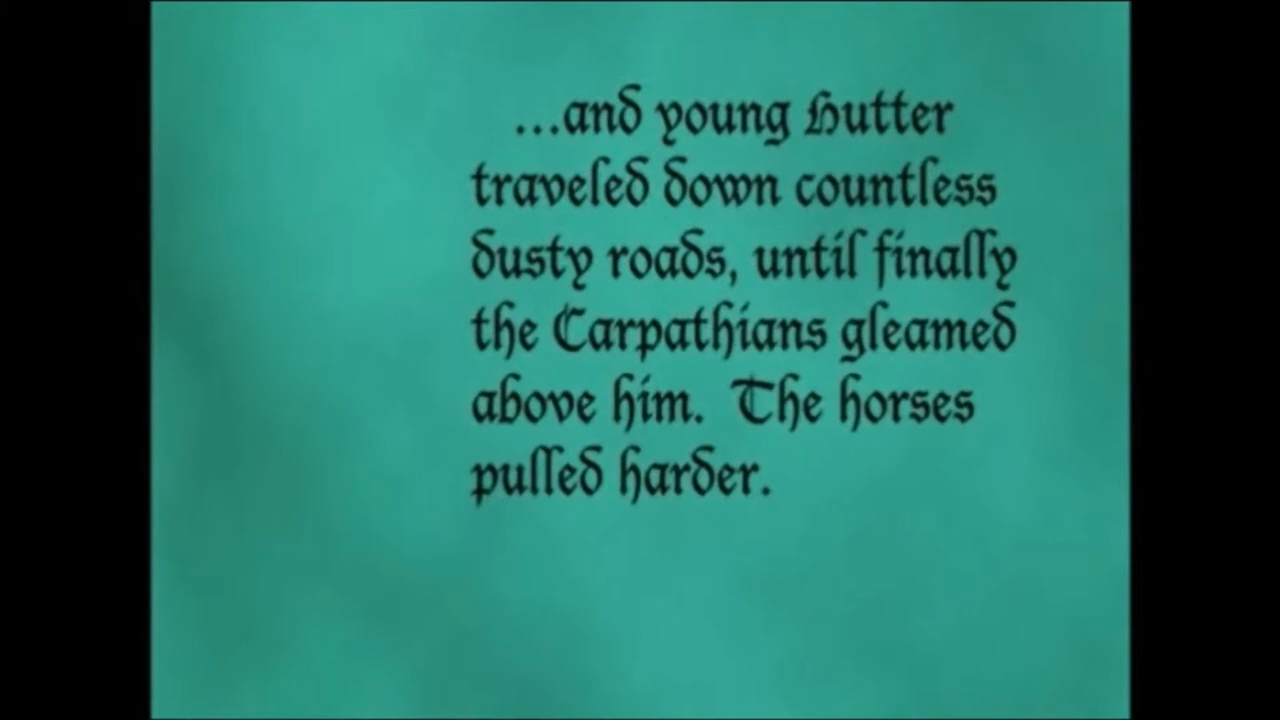 ...and young Hutter
traveled down countless
dusty roads, until finally
the Carpathians gleamed
above him.  The horses
pulled harder.